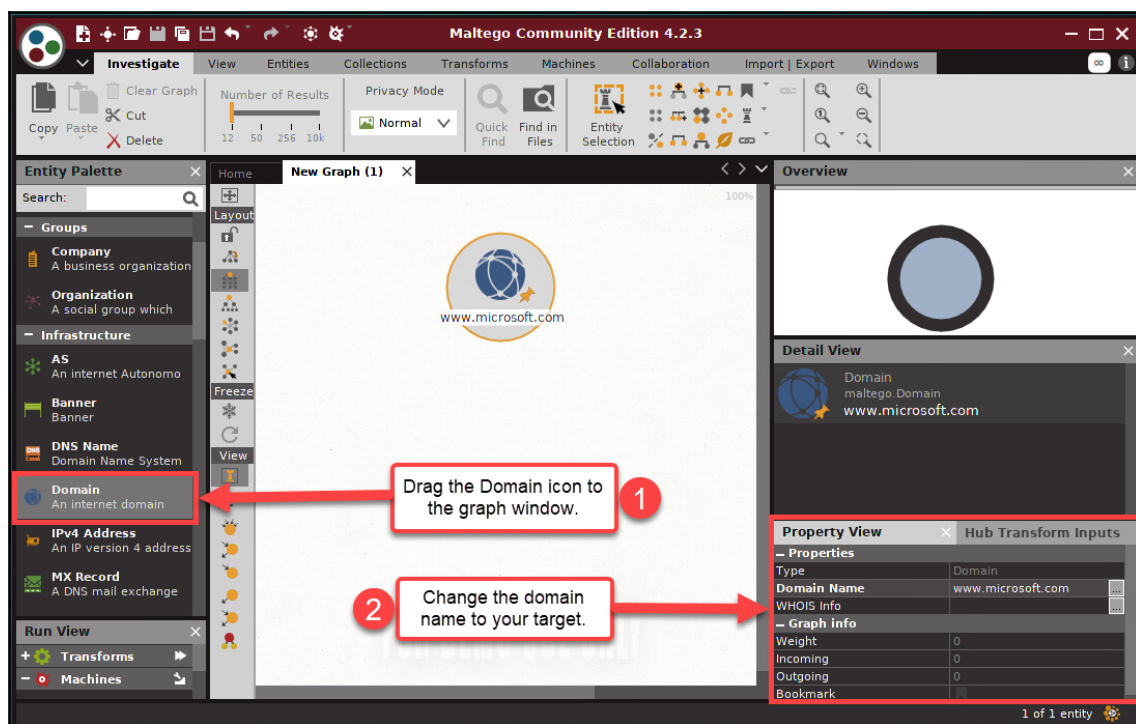 Maltego Community Edition 4.2.3
Investigate View Entities Collections Transforms Machines Collaboration Import | Export Windows
Copy Paste
Clear Graph
Cut
Delete
Number of Results
12 50 256 10k
Privacy Mode
Normal
Quick Find
Find in Files
Entity Selection
Entity Palette
Search:
Groups
Company
A business organization
Organization
A social group which
Infrastructure
AS
An internet Autonomo
Banner
Banner
DNS
DNS Name
Domain Name System
Domain
An internet domain
IPv4 Address
An IP version 4 address
MX Record
A DNS mail exchange
Run View
Transforms
Machines
Home New Graph (1)
100%
Layout
Freeze
View
www.microsoft.com
Drag the Domain icon to
the graph window.
1
2
Change the domain
name to your target.
FOR DEMO USE ONLY
Overview
Detail View
Domain
maltego.Domain
www.microsoft.com
Property View Hub Transform Inputs
Properties
Type Domain
Domain Name www.microsoft.com ...
WHOIS Info ...
Graph info
Weight 0
Incoming 0
Outgoing 0
Bookmark
1 of 1 entity